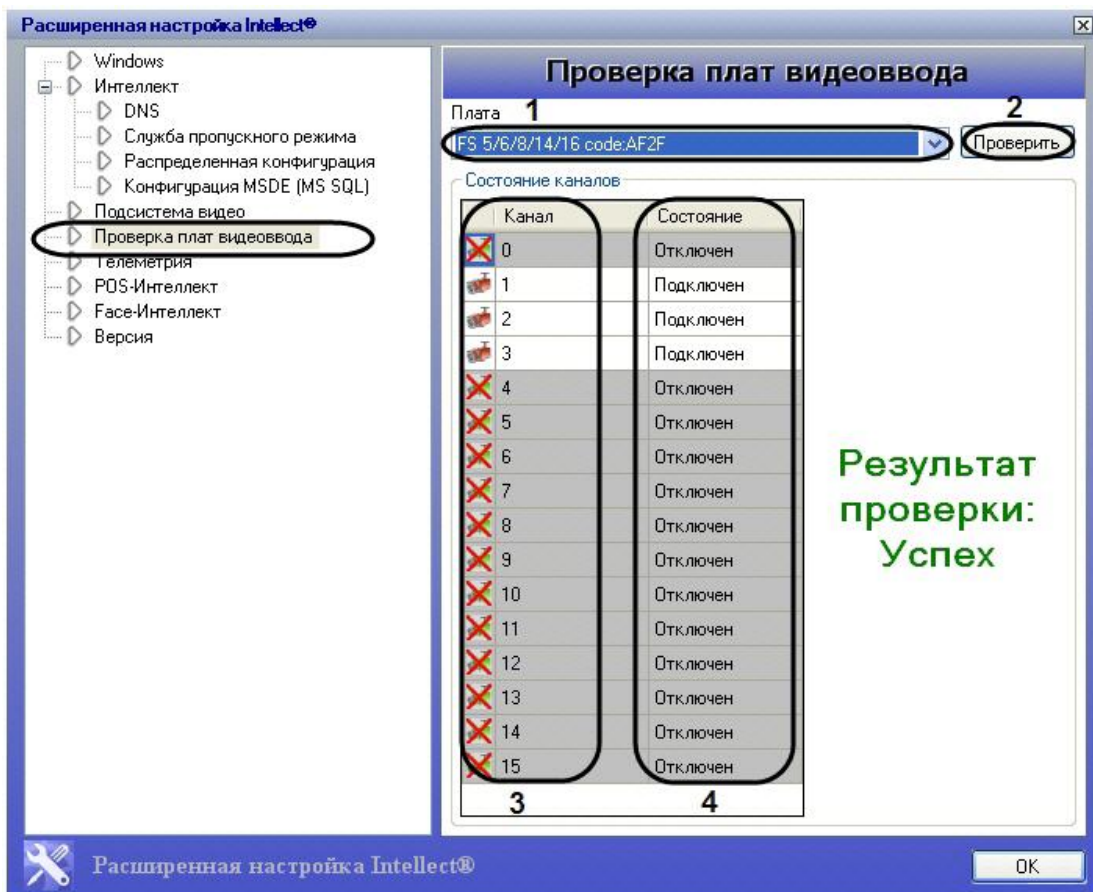 Расширенная настройка Intellect®
Windows
Интеллект
DNS
Служба пропускного режима
Распределенная конфигурация
Конфигурация MSDE (MS SQL)
Подсистема видео
Проверка плат видеоввода
Телеметрия
POS-Интеллект
Face-Интеллект
Версия
Проверка плат видеоввода
Плата 1 2
FS 5/6/8/14/16 code:AF2F Проверить
Состояние каналов
Канал Состояние
0 Отключен
1 Подключен
2 Подключен
3 Подключен
4 Отключен
5 Отключен
6 Отключен
7 Отключен
8 Отключен
9 Отключен
10 Отключен
11 Отключен
12 Отключен
13 Отключен
14 Отключен
15 Отключен
3 4
Результат
проверки:
Успех
Расширенная настройка Intellect®
OK